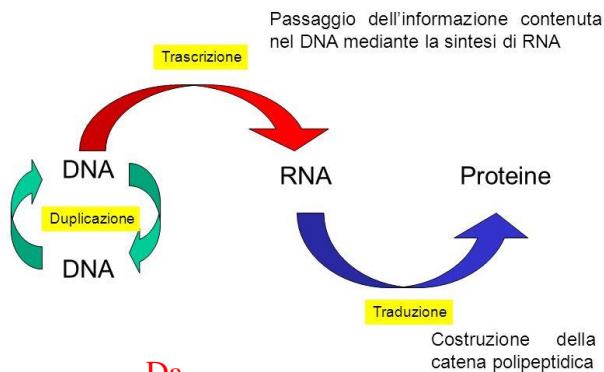 Passaggio dell'informazione contenuta
nel DNA mediante la sintesi di RNA
Trascrizione
DNA
RNA
Proteine
Duplicazione
DNA
Traduzione
Costruzione della
catena polipeptidica